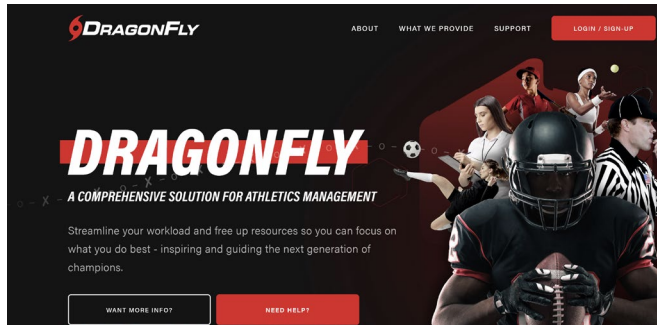 DRAGONFLY
ABOUT
WHAT WE PROVIDE
SUPPORT
LOGIN / SIGN-UP
DRAGONFLY
A COMPREHENSIVE SOLUTION FOR ATHLETICS MANAGEMENT
Streamline your workload and free up resources so you can focus on
what you do best - inspiring and guiding the next generation of
champions.
WANT MORE INFO?
NEED HELP?